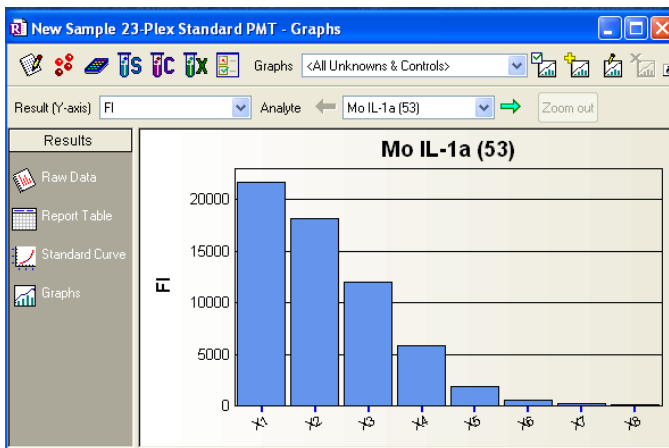 New Sample 23-Plex Standard PMT - Graphs
S C X Graphs <All Unknowns & Controls>
Result (Y-axis) FI Analyte Mo IL-1a (53) Zoom out
Results
Raw Data
Report Table
Standard Curve
Graphs
Mo IL-1a (53)
FI
20000
15000
10000
5000
0
X1 X2 X3 X4 X5 X6 X7 X8